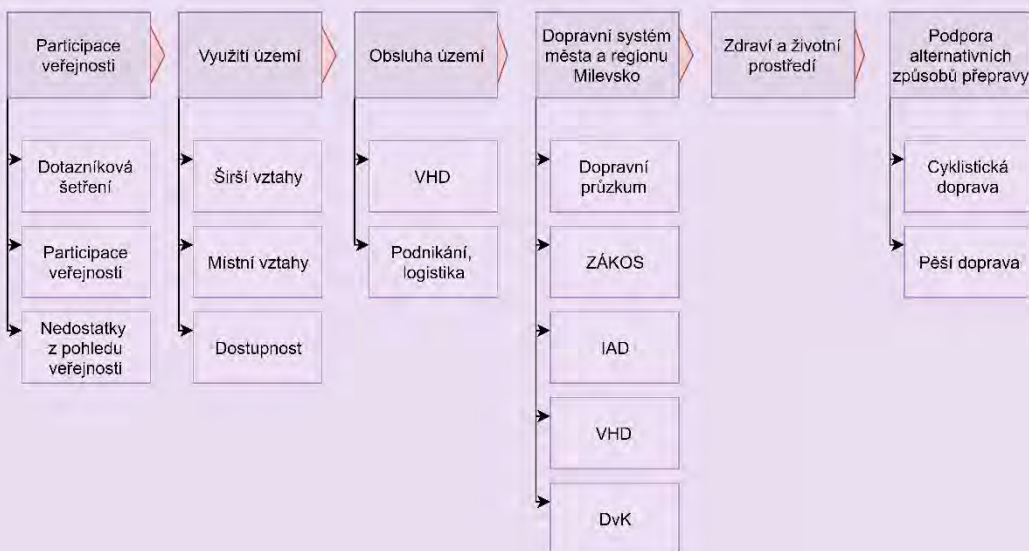 Participace
veřejnosti
Využití území
Obsluha území
Dopravní systém
města a regionu
Milevsko
Zdraví a životní
prostředí
Podpora
alternativních
způsobů přepravy
Dotazníková
šetření
Participace
veřejnosti
Nedostatky
z pohledu
veřejnosti
Širší vztahy
Místní vztahy
Dostupnost
VHD
Podnikání,
logistika
Dopravní
průzkum
ZÁKOS
IAD
VHD
DvK
Cyklistická
doprava
Pěší doprava